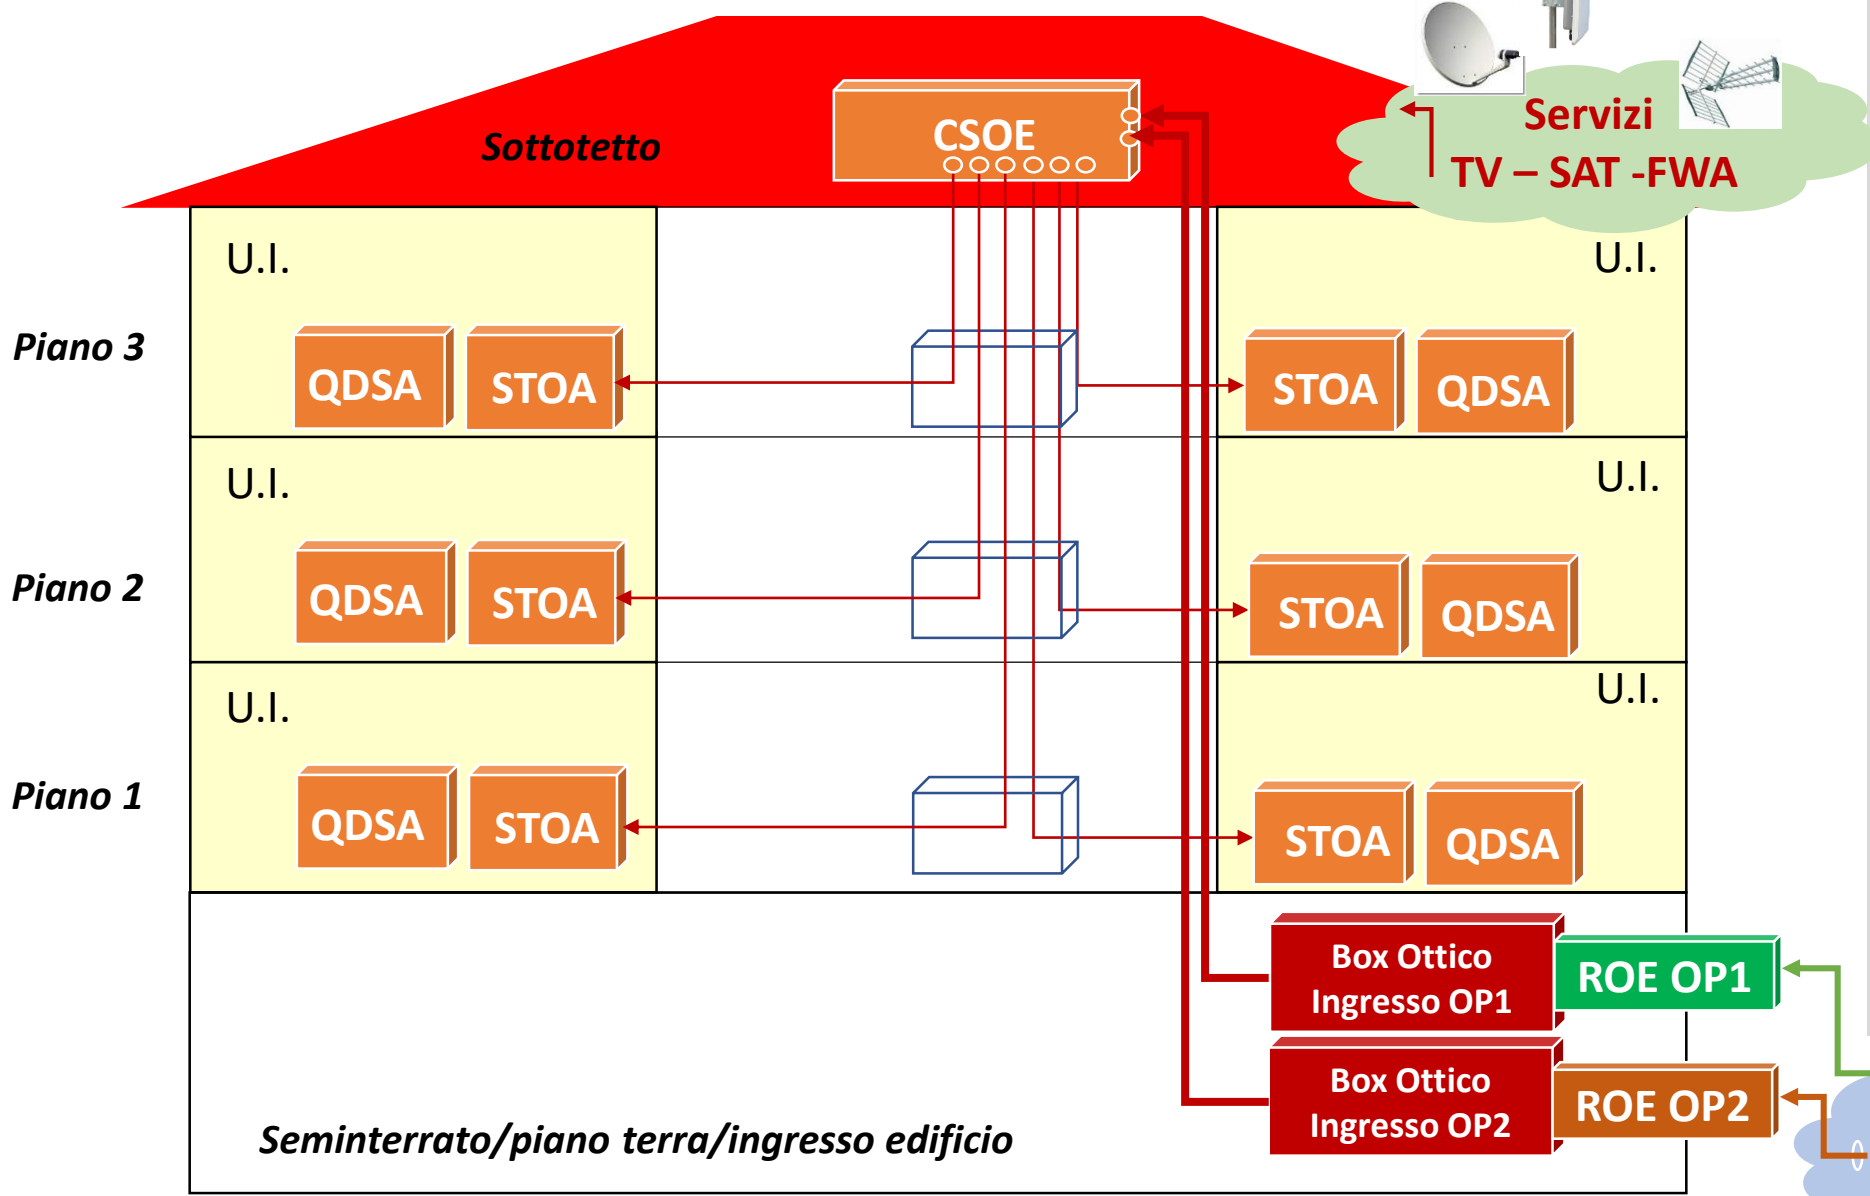 Servizi
TV – SAT -FWA
CSOE
Sottotetto
U.I.
U.I.
Piano 3
QDSA
STOA
STOA
QDSA
U.I.
U.I.
Piano 2
QDSA
STOA
STOA
QDSA
U.I.
U.I.
Piano 1
QDSA
STOA
STOA
QDSA
Box Ottico
Ingresso OP1
ROE OP1
Box Ottico
Ingresso OP2
ROE OP2
Seminterrato/piano terra/ingresso edificio